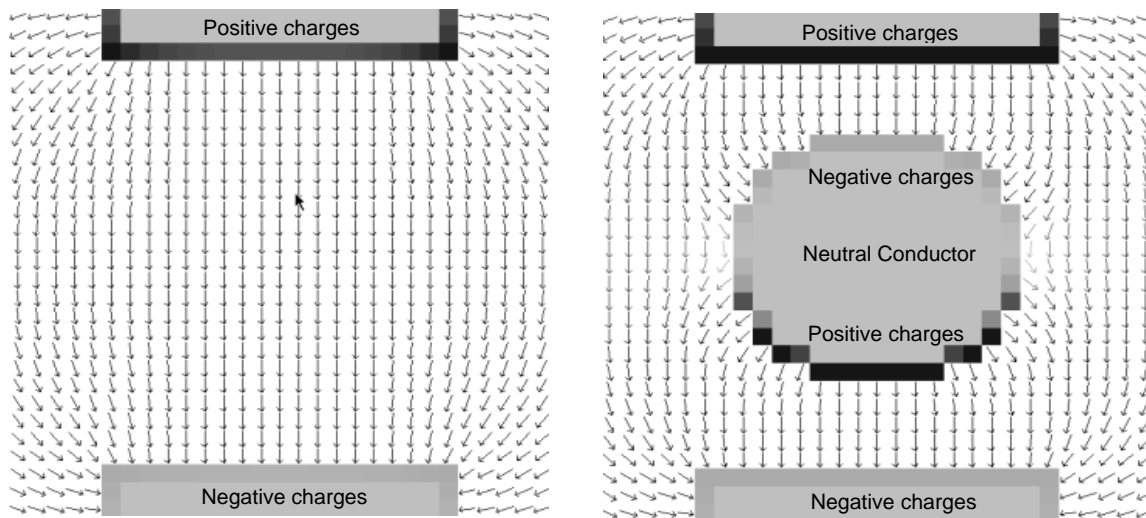 Positive charges
Negative charges
Positive charges
Negative charges
Neutral Conductor
Positive charges
Negative charges